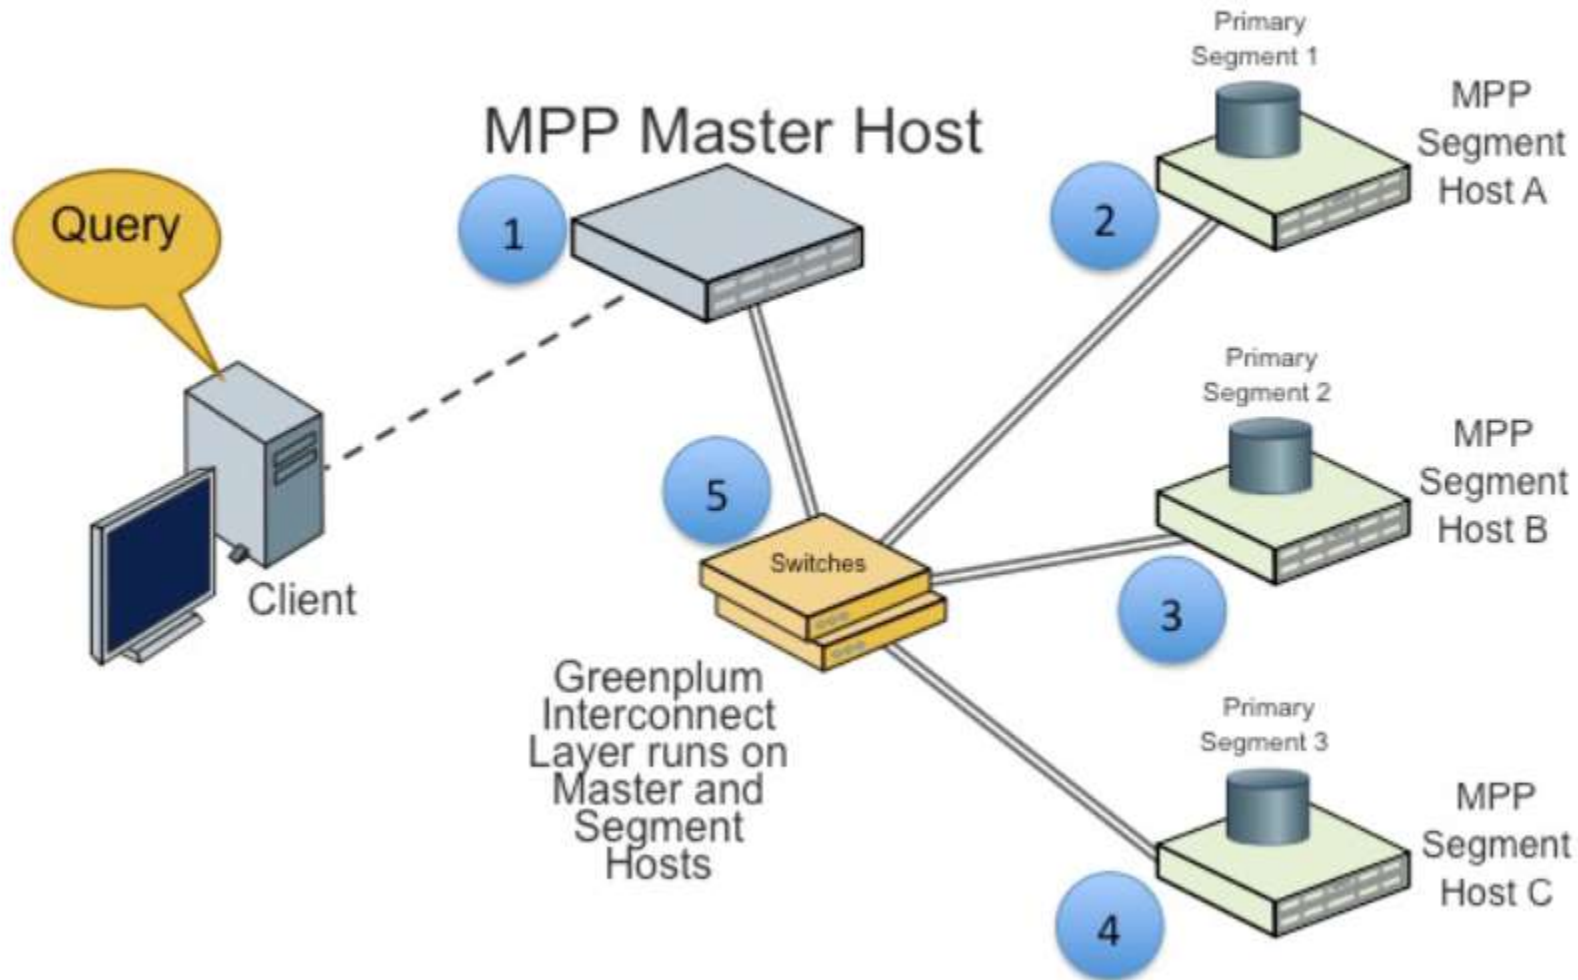 Primary
Segment 1
MPP
Segment
Host A
MPP Master Host
1
2
Query
Primary
Segment 2
MPP
Segment
Host B
5
Switches
3
Client
Greenplum
Interconnect
Layer runs on
Master and
Segment
Hosts
Primary
Segment 3
MPP
Segment
Host C
4